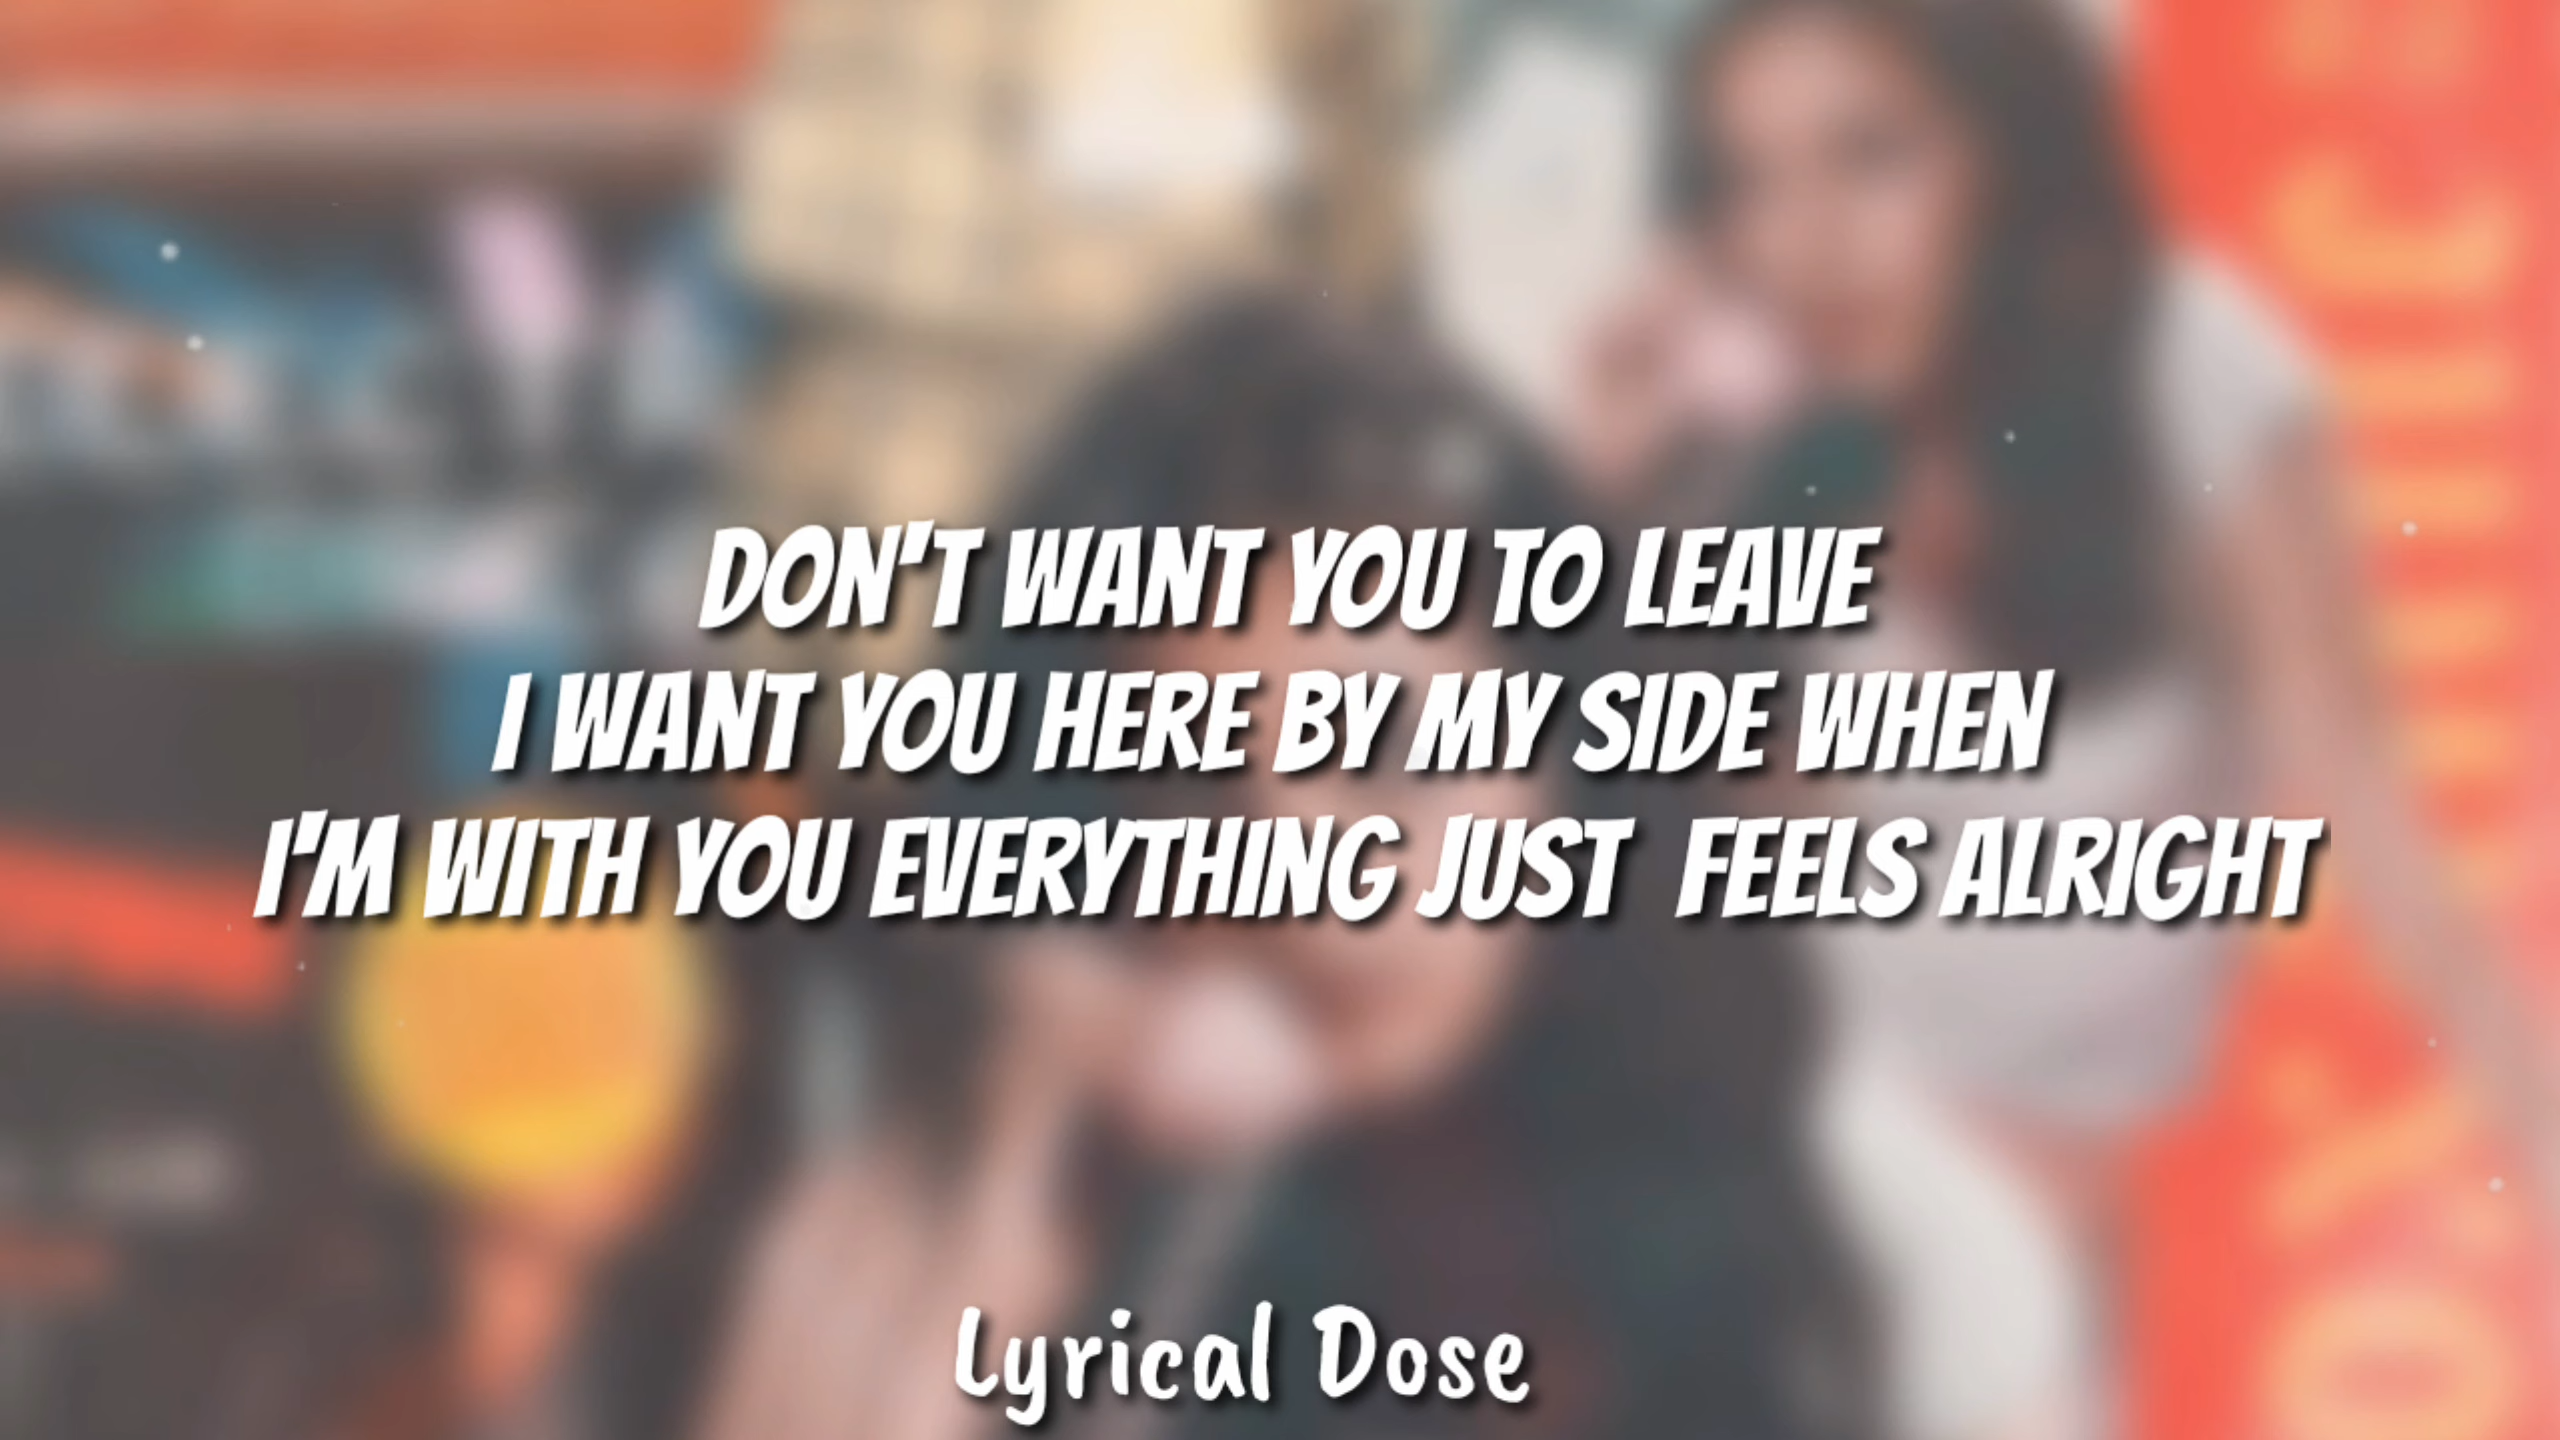 DON'T WANT YOU TO LEAVE
I WANT YOU HERE BY MY SIDE WHEN
I'M WITH YOU EVERYTHING JUST  FEELS ALRIGHT
Lyrical Dose